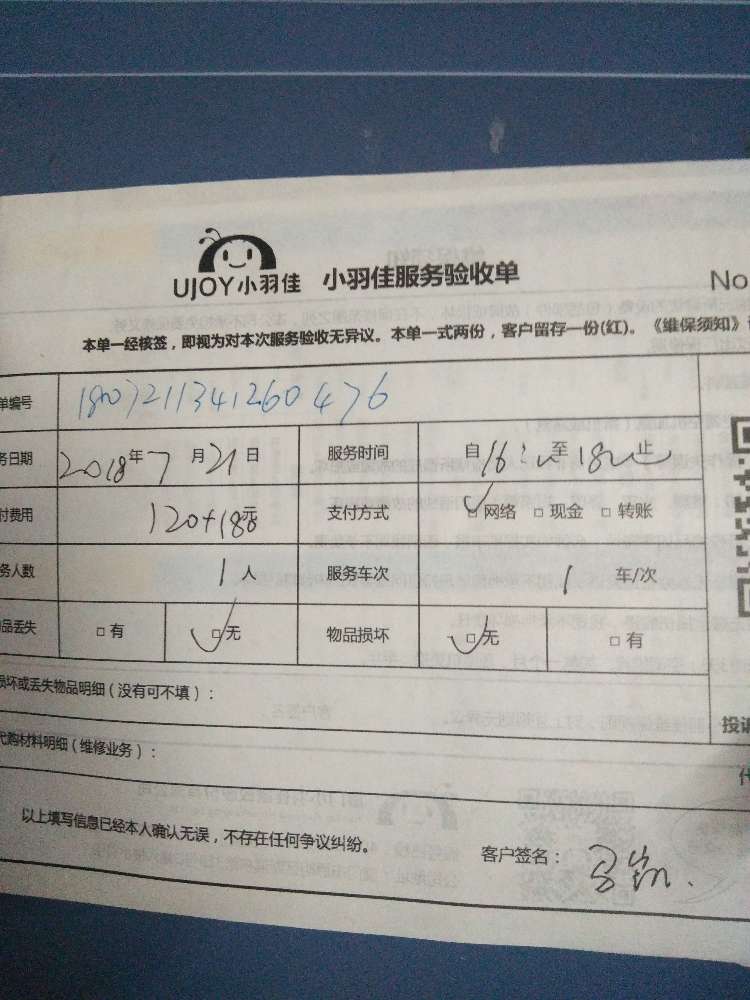 UJOY小羽佳 小羽佳服务验收单
No
本单一经核签，即视为对本次服务验收无异议。本单一式两份，客户留存一份(红)。《维保须知》
单编号 1807211341260476
务日期 2018年7月21日 服务时间 自16：至18 止
付费用 120+188元 支付方式 ☑网络 □现金 □转账
务人数 1人 服务车次 1 车/次
品丢失 □有 ☑无 物品损坏 ☑无 □有
损坏或丢失物品明细（没有可不填）：
投诉
代购材料明细（维修业务）：
代
以上填写信息已经本人确认无误，不存在任何争议纠纷。
客户签名：